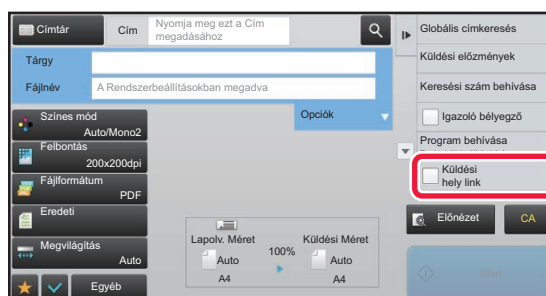 Címtár
Cím
Nyomja meg ezt a Cím
megadásához
Tárgy
Fájlnév
A Rendszerbeállításokban megadva
Opciók
Színes mód
Auto/Mono2
Felbontás
200x200dpi
Fájlformátum
PDF
Eredeti
Megvilágítás
Auto
Egyéb
Lapolv. Méret
Auto
A4
100%
Küldési Méret
Auto
A4
Globális címkeresés
Küldési előzmények
Keresési szám behívása
Igazoló bélyegző
Program behívása
Küldési
hely link
Előnézet
CA
Start